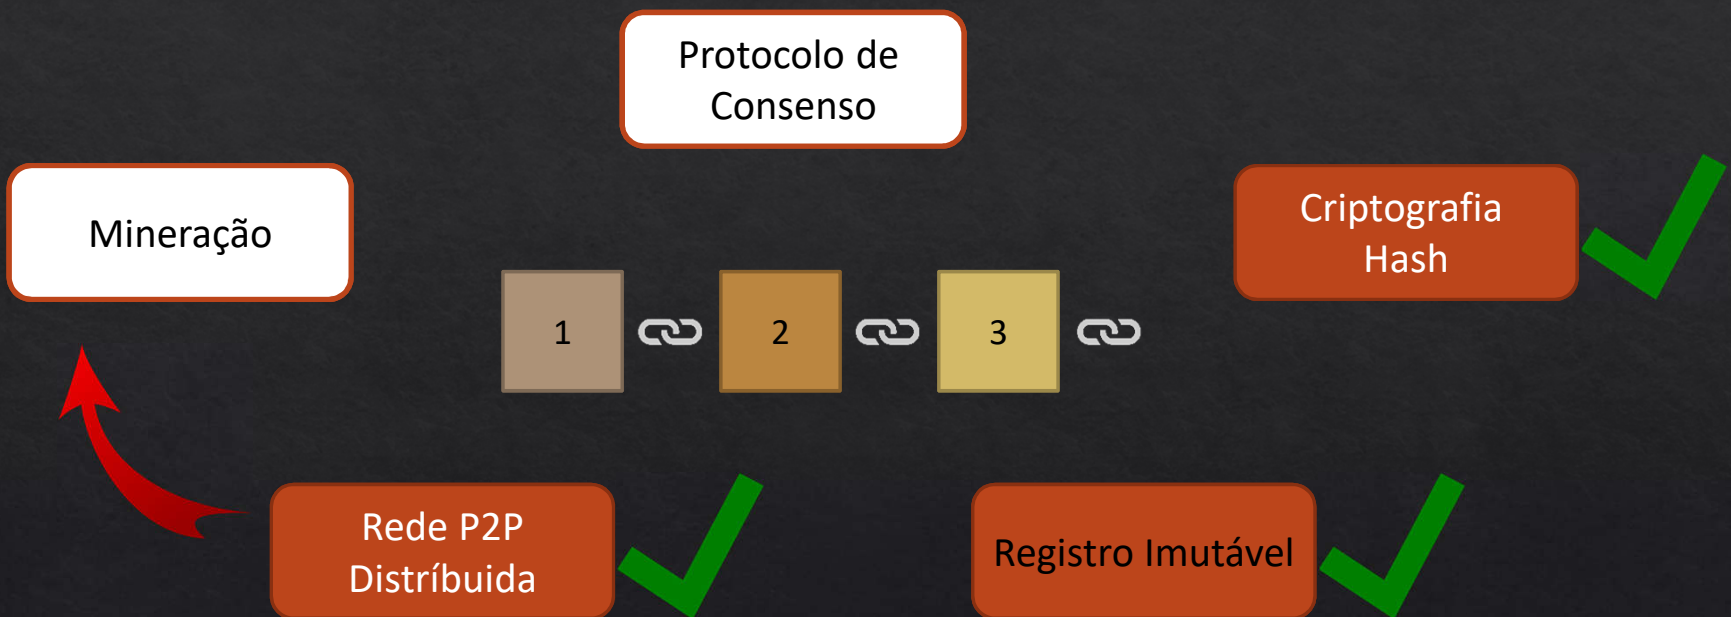 Protocolo de
Consenso
Mineração
Criptografia
Hash
1
2
3
Rede P2P
Distríbuida
Registro Imutável